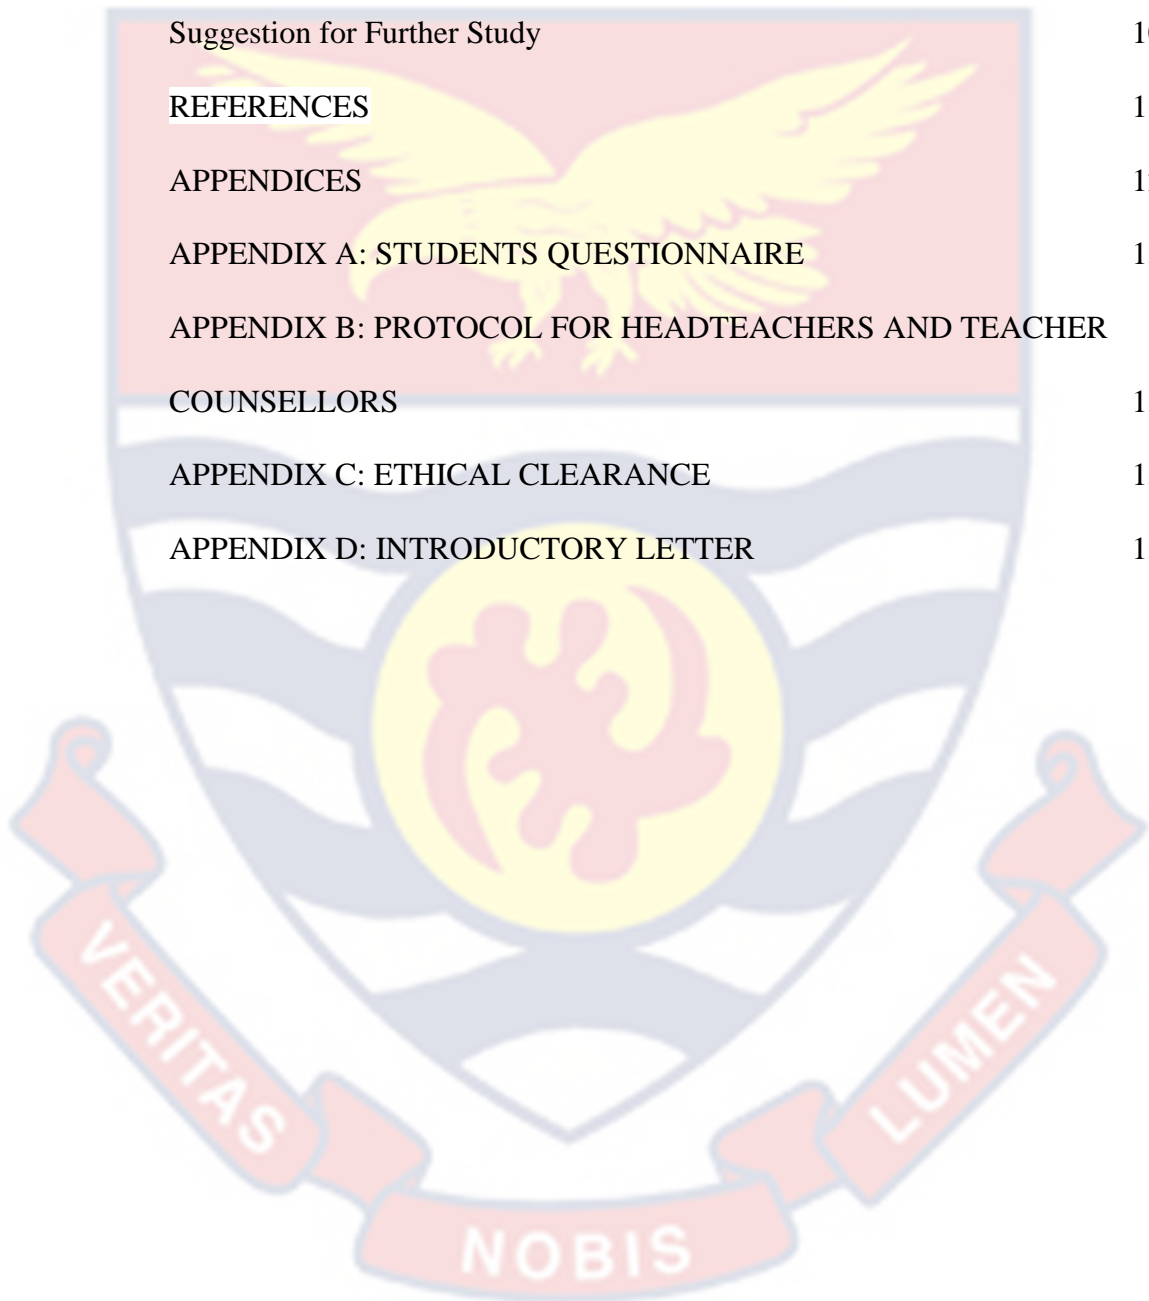 Suggestion for Further Study
REFERENCES
APPENDICES
APPENDIX A: STUDENTS QUESTIONNAIRE
APPENDIX B: PROTOCOL FOR HEADTEACHERS AND TEACHER
COUNSELLORS
APPENDIX C: ETHICAL CLEARANCE
APPENDIX D: INTRODUCTORY LETTER
VERITAS
NOBIS
LUMEN